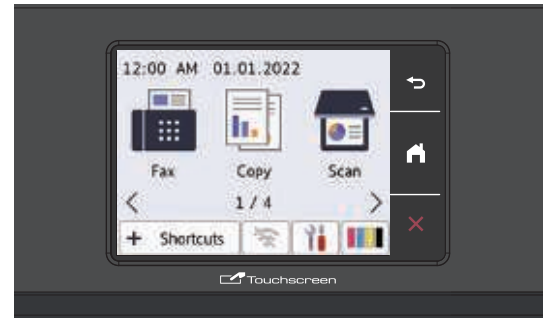 12:00 AM 01.01.2022
Fax Copy Scan
1 / 4
+ Shortcuts
Touchscreen